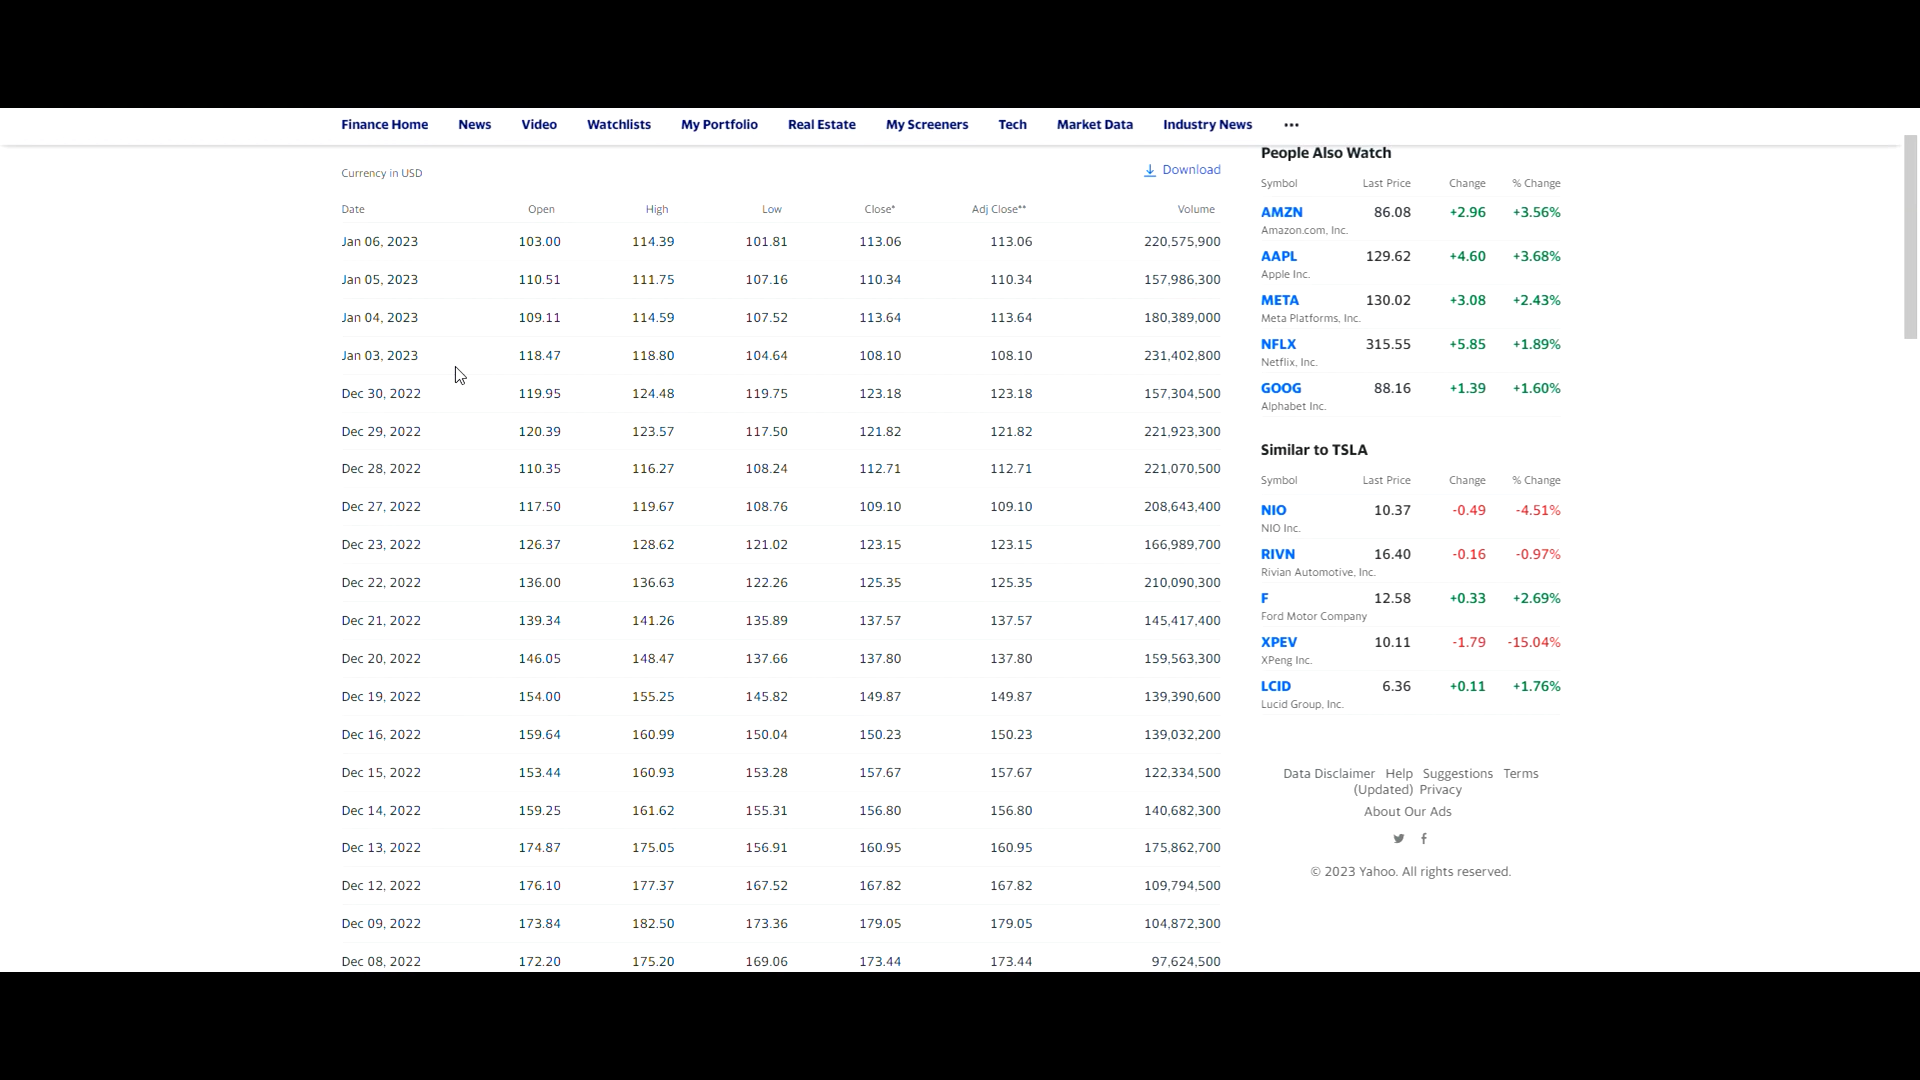 Finance Home News Video Watchlists My Portfolio Real Estate My Screeners Tech Market Data Industry News •••
Currency in USD Download
Date Open High Low Close* Adj Close** Volume
Jan 06, 2023 103.00 114.39 101.81 113.06 113.06 220,575,900
Jan 05, 2023 110.51 111.75 107.16 110.34 110.34 157,986,300
Jan 04, 2023 109.11 114.59 107.52 113.64 113.64 180,389,000
Jan 03, 2023 118.47 118.80 104.64 108.10 108.10 231,402,800
Dec 30, 2022 119.95 124.48 119.75 123.18 123.18 157,304,500
Dec 29, 2022 120.39 123.57 117.50 121.82 121.82 221,923,300
Dec 28, 2022 110.35 116.27 108.24 112.71 112.71 221,070,500
Dec 27, 2022 117.50 119.67 108.76 109.10 109.10 208,643,400
Dec 23, 2022 126.37 128.62 121.02 123.15 123.15 166,989,700
Dec 22, 2022 136.00 136.63 122.26 125.35 125.35 210,090,300
Dec 21, 2022 139.34 141.26 135.89 137.57 137.57 145,417,400
Dec 20, 2022 146.05 148.47 137.66 137.80 137.80 159,563,300
Dec 19, 2022 154.00 155.25 145.82 149.87 149.87 139,390,600
Dec 16, 2022 159.64 160.99 150.04 150.23 150.23 139,032,200
Dec 15, 2022 153.44 160.93 153.28 157.67 157.67 122,334,500
Dec 14, 2022 159.25 161.62 155.31 156.80 156.80 140,682,300
Dec 13, 2022 174.87 175.05 156.91 160.95 160.95 175,862,700
Dec 12, 2022 176.10 177.37 167.52 167.82 167.82 109,794,500
Dec 09, 2022 173.84 182.50 173.36 179.05 179.05 104,872,300
Dec 08, 2022 172.20 175.20 169.06 173.44 173.44 97,624,500
People Also Watch
Symbol Last Price Change % Change
AMZN 86.08 +2.96 +3.56%
Amazon.com, Inc.
AAPL 129.62 +4.60 +3.68%
Apple Inc.
META 130.02 +3.08 +2.43%
Meta Platforms, Inc.
NFLX 315.55 +5.85 +1.89%
Netflix, Inc.
GOOG 88.16 +1.39 +1.60%
Alphabet Inc.
Similar to TSLA
Symbol Last Price Change % Change
NIO 10.37 -0.49 -4.51%
NIO Inc.
RIVN 16.40 -0.16 -0.97%
Rivian Automotive, Inc.
F 12.58 +0.33 +2.69%
Ford Motor Company
XPEV 10.11 -1.79 -15.04%
XPeng Inc.
LCID 6.36 +0.11 +1.76%
Lucid Group, Inc.
Data Disclaimer Help Suggestions Terms
(Updated) Privacy
About Our Ads
© 2023 Yahoo. All rights reserved.